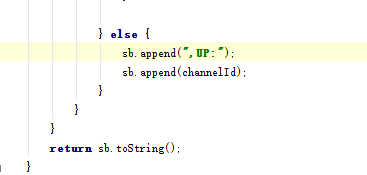 } else {
sb.append(",UP:");
sb.append(channelId);
}
}
}
return sb.toString();
}